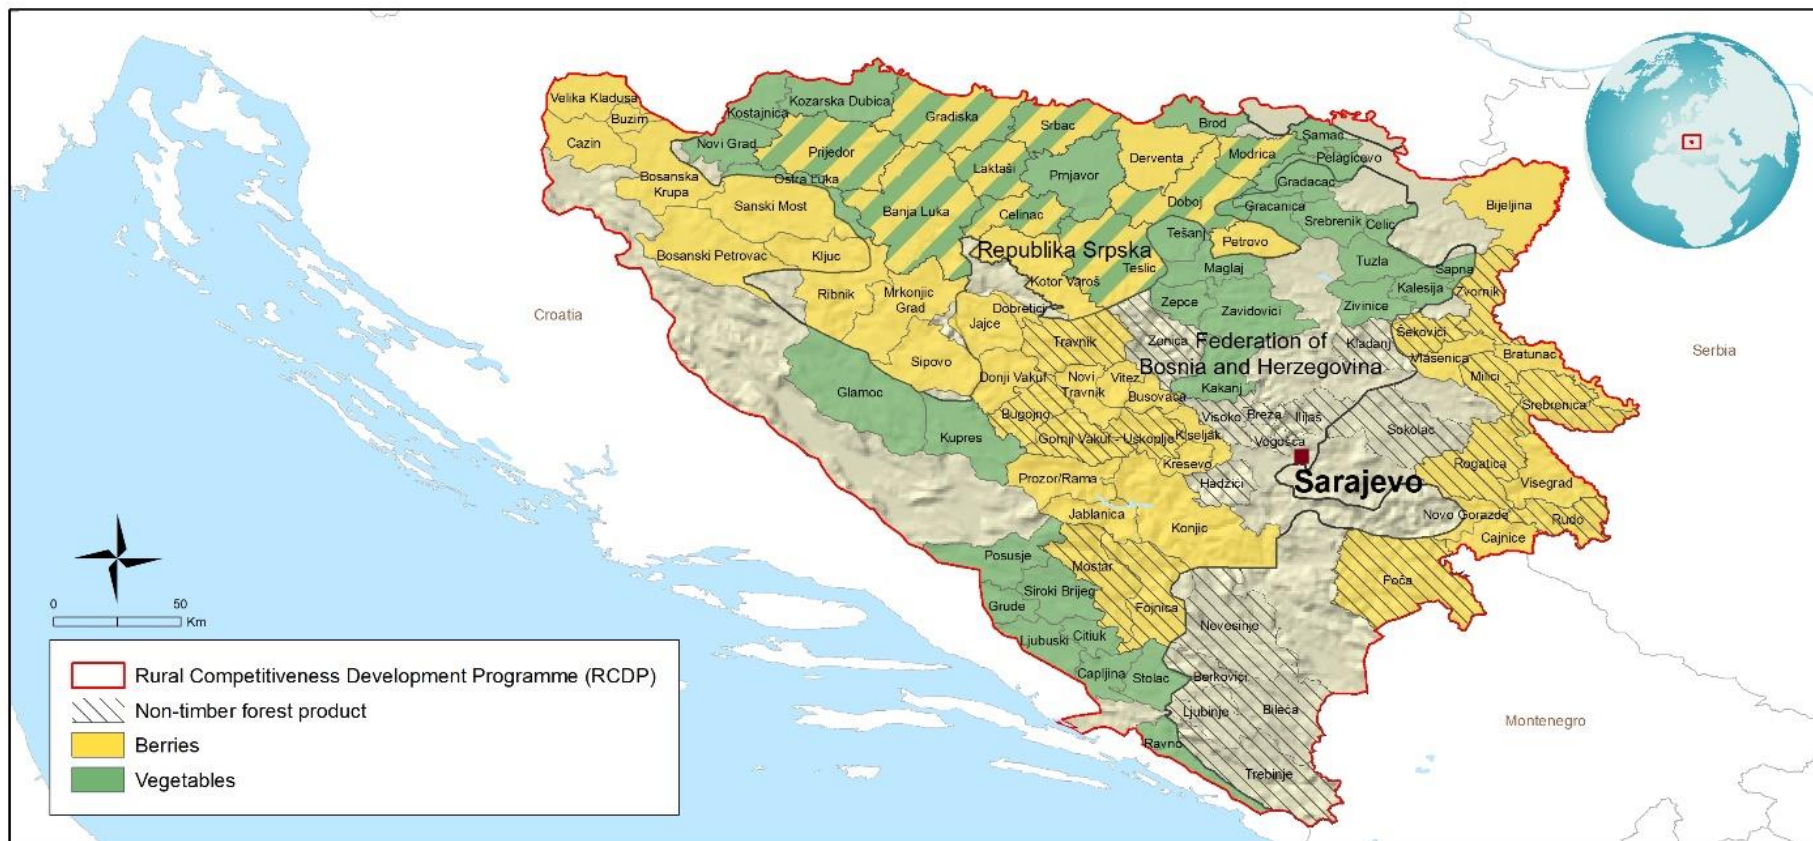 Velika Kladusa
Buzim
Cazin
Bosanska
Krupa
Kostajnica
Kozarska Dubica
Novi Grad
Prijedor
Ostra Luka
Gradiska
Srbac
Laktaši
Prnjavor
Derventa
Brod
Modrica
Samac
Pelagicevo
Gradacac
Doboj
Gracanica
Srebrenik
Celic
Bijeljina
Sanski Most
Banja Luka
Celinac
Republika Srpska
Tešanj
Petrovo
Teslic
Maglaj
Tuzla
Sapna
Bosanski Petrovac
Kljuc
Kotor Varoš
Zepce
Zavidovici
Zivinice
Kalesija
Zvornik
Ribnik
Mrkonjic
Grad
Dobretici
Jajce
Croatia
Travnik
Zenica
Federation of
Bosnia and Herzegovina
Kladanj
Šekovići
Vlasenica
Bratunac
Serbia
Sipovo
Donji Vakuf
Novi
Travnik
Vitez
Busovaca
Kakanj
Milici
Srebrenica
Glamoc
Kupres
Bugojno
Gornji Vakuf - Uskoplje
Kiseljak
Visoko
Breza
Ilijaš
Vogošca
Sokolac
Kresevo
Hadžici
Sarajevo
Rogatica
Visegrad
Prozor/Rama
Jablanica
Konjic
Novo Gorazde
Rudo
Cajnice
Posusje
Mostar
Foča
Siroki Brijeg
Grude
Fojnica
Ljubuski
Citluk
Nevesinje
Capljina
Stolac
Berkovici
Ljubinje
Bileća
Ravno
Trebinje
Montenegro
0 50
Km
Rural Competitiveness Development Programme (RCDP)
Non-timber forest product
Berries
Vegetables